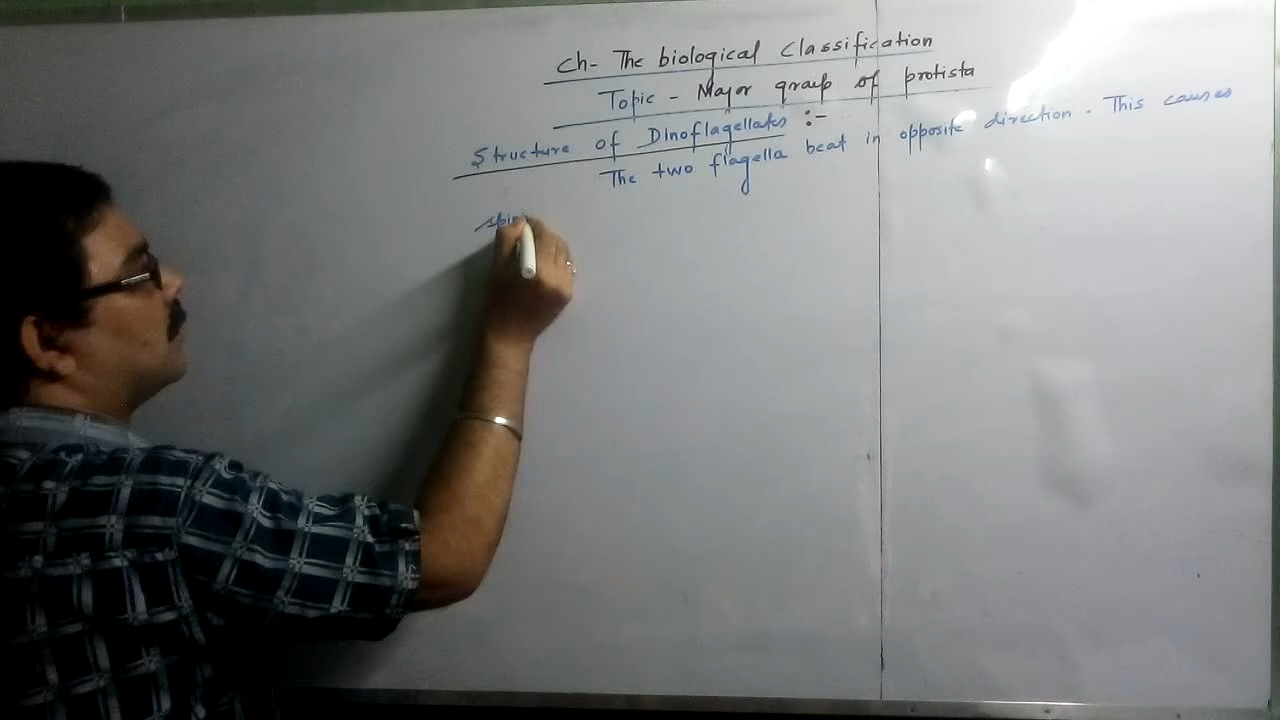 Ch- The biological Classification
Topic - Major group of protista
Structure of Dinoflagellates :-
The two flagella beat in opposite direction. This causes